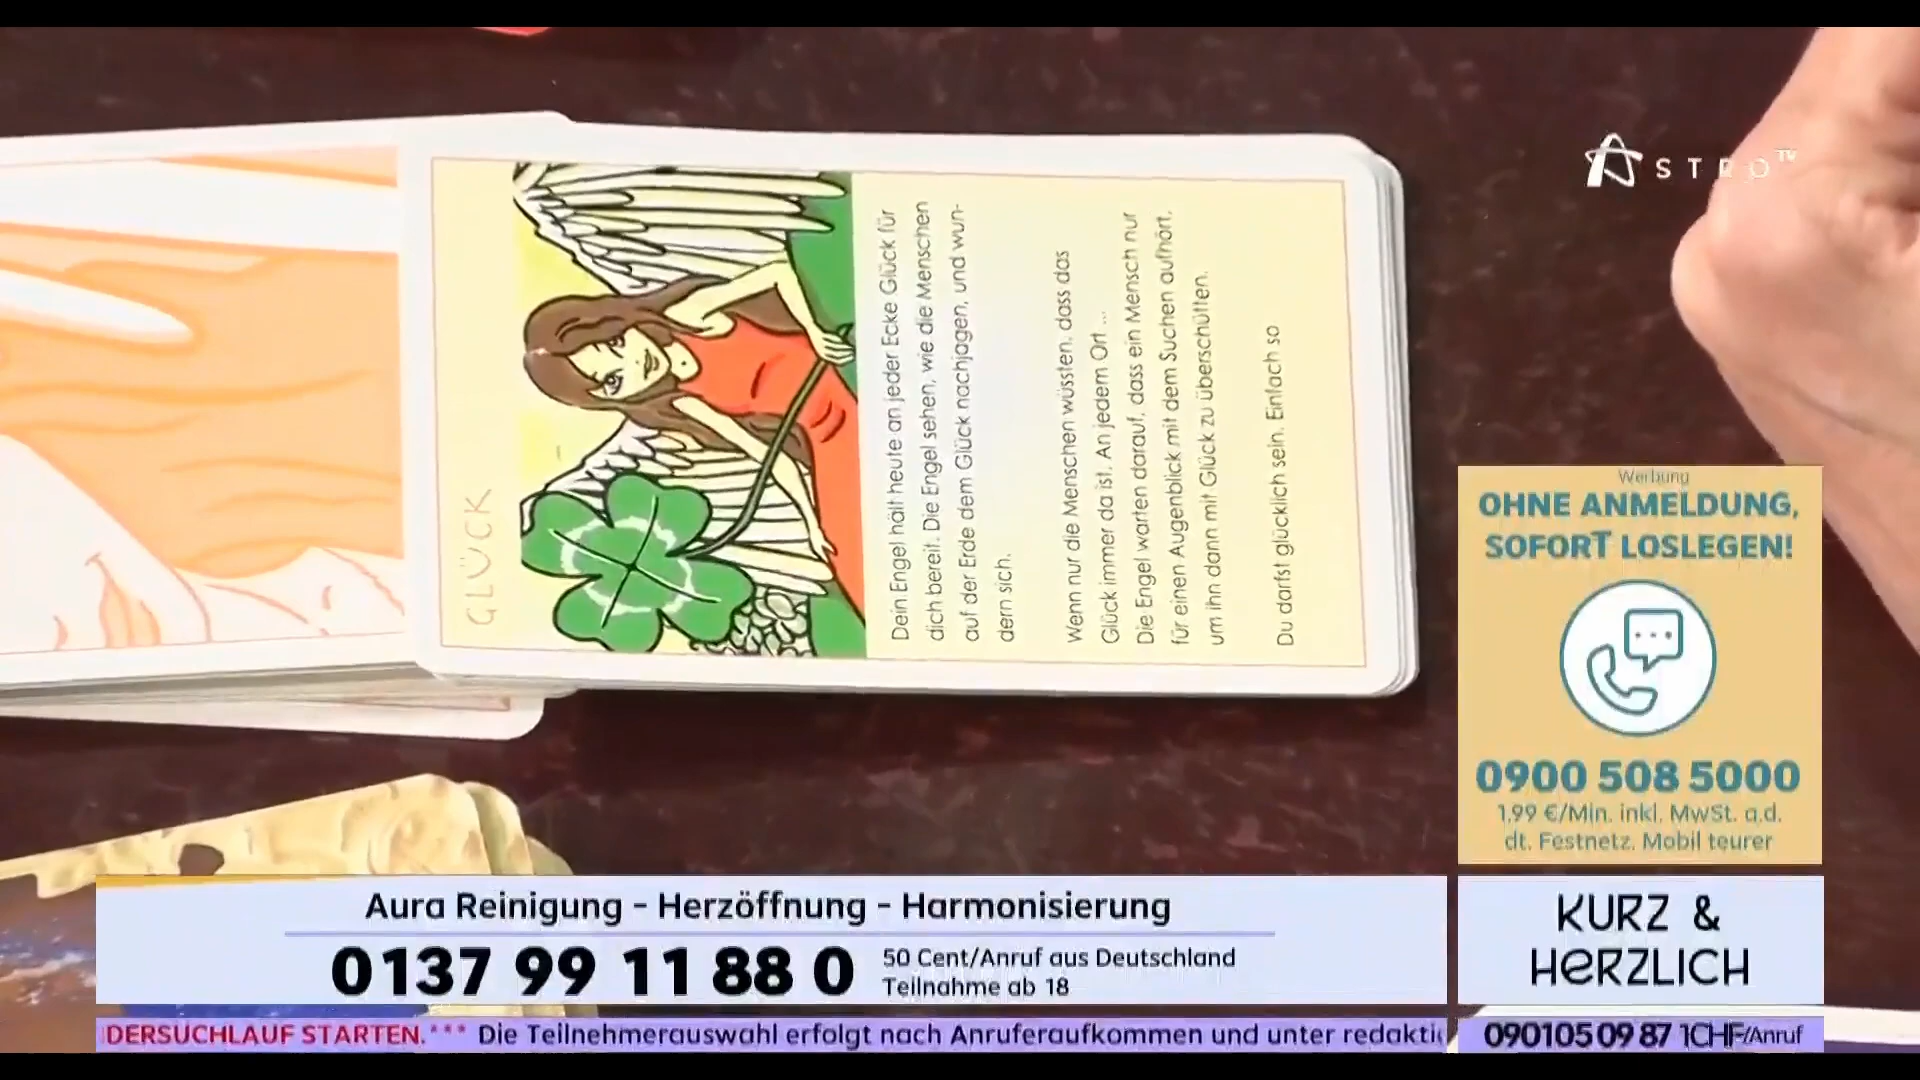 ASTRO TV
GLÜCK
Dein Engel hält heute an jeder Ecke Glück für
dich bereit. Die Engel sehen, wie die Menschen
auf der Erde dem Glück nachjagen, und wun-
dern sich.
Wenn nur die Menschen wüssten, dass das
Glück immer da ist. An jedem Ort ...
Die Engel warten darauf, dass ein Mensch nur
für einen Augenblick mit dem Suchen aufhört,
um ihn dann mit Glück zu überschütten.
Du darfst glücklich sein. Einfach so
Werbung
OHNE ANMELDUNG,
SOFORT LOSLEGEN!
0900 508 5000
1,99 €/Min. inkl. MwSt. a.d.
dt. Festnetz. Mobil teurer
Aura Reinigung - Herzöffnung - Harmonisierung
0137 99 11 88 0
50 Cent/Anruf aus Deutschland
Teilnahme ab 18
KURZ &
HERZLICH
DERSUCHLAUF STARTEN. *** Die Teilnehmerauswahl erfolgt nach Anruferaufkommen und unter redakti
0901 05 09 87 1CHF/Anruf